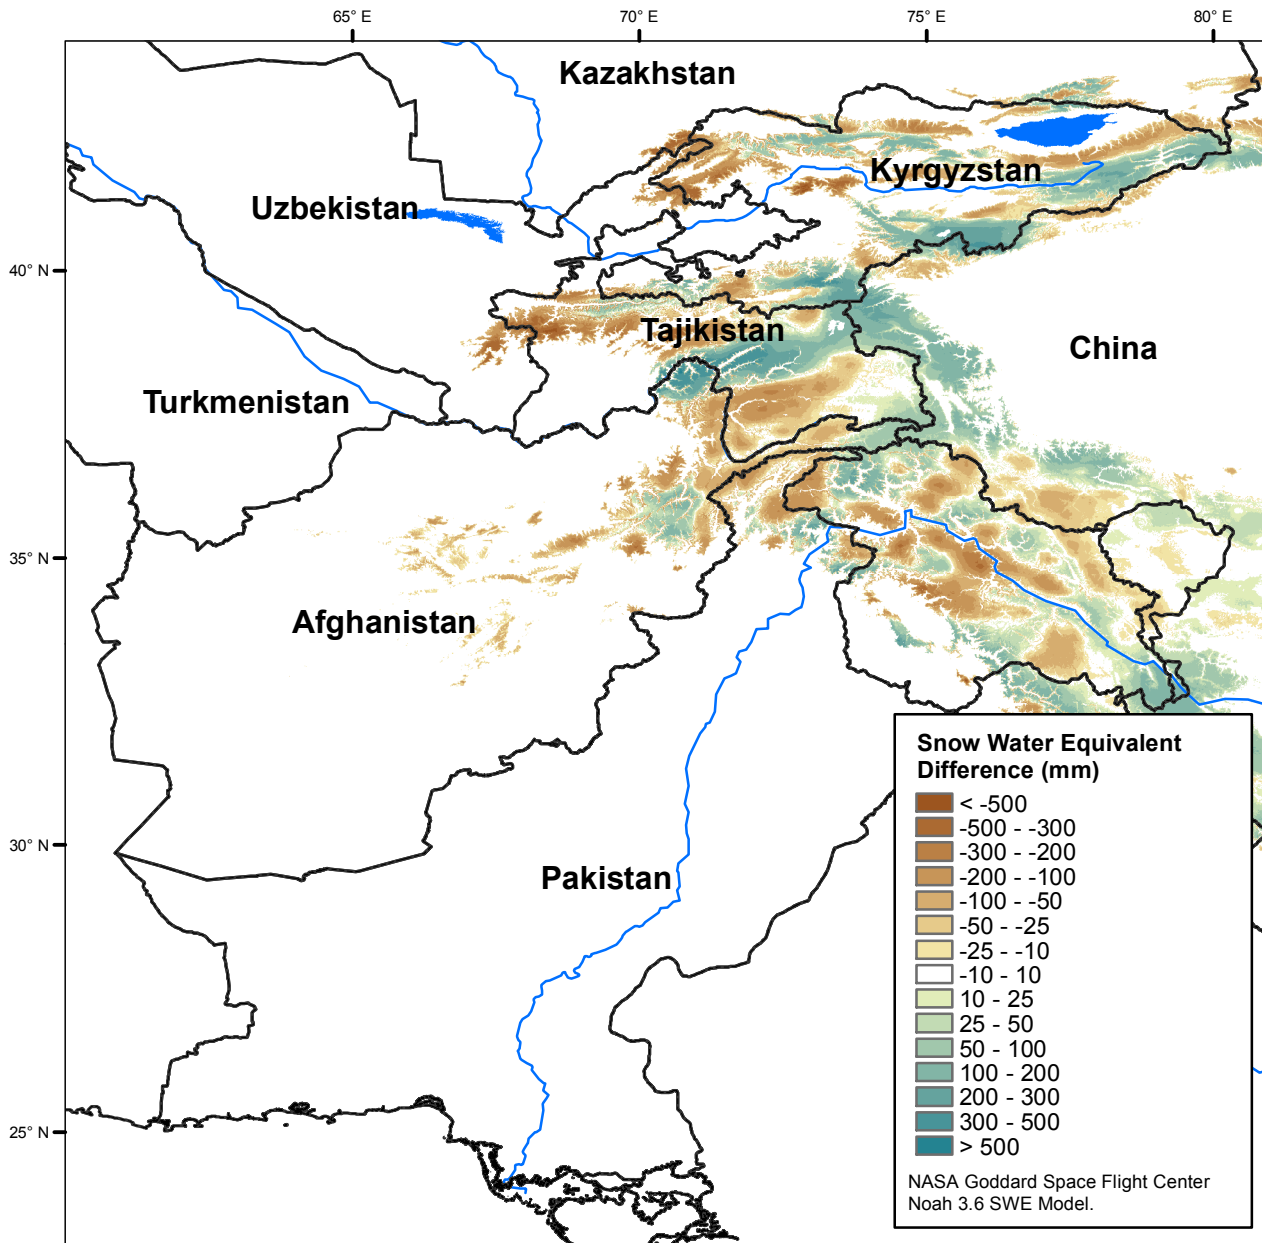 65° E
70° E
75° E
80° E
Kazakhstan
Kyrgyzstan
Uzbekistan
40° N
Tajikistan
China
Turkmenistan
35° N
Afghanistan
Snow Water Equivalent
Difference (mm)
< -500
-500 - -300
-300 - -200
-200 - -100
-100 - -50
-50 - -25
-25 - -10
-10 - 10
10 - 25
25 - 50
50 - 100
100 - 200
200 - 300
300 - 500
> 500
NASA Goddard Space Flight Center
Noah 3.6 SWE Model.
30° N
Pakistan
25° N